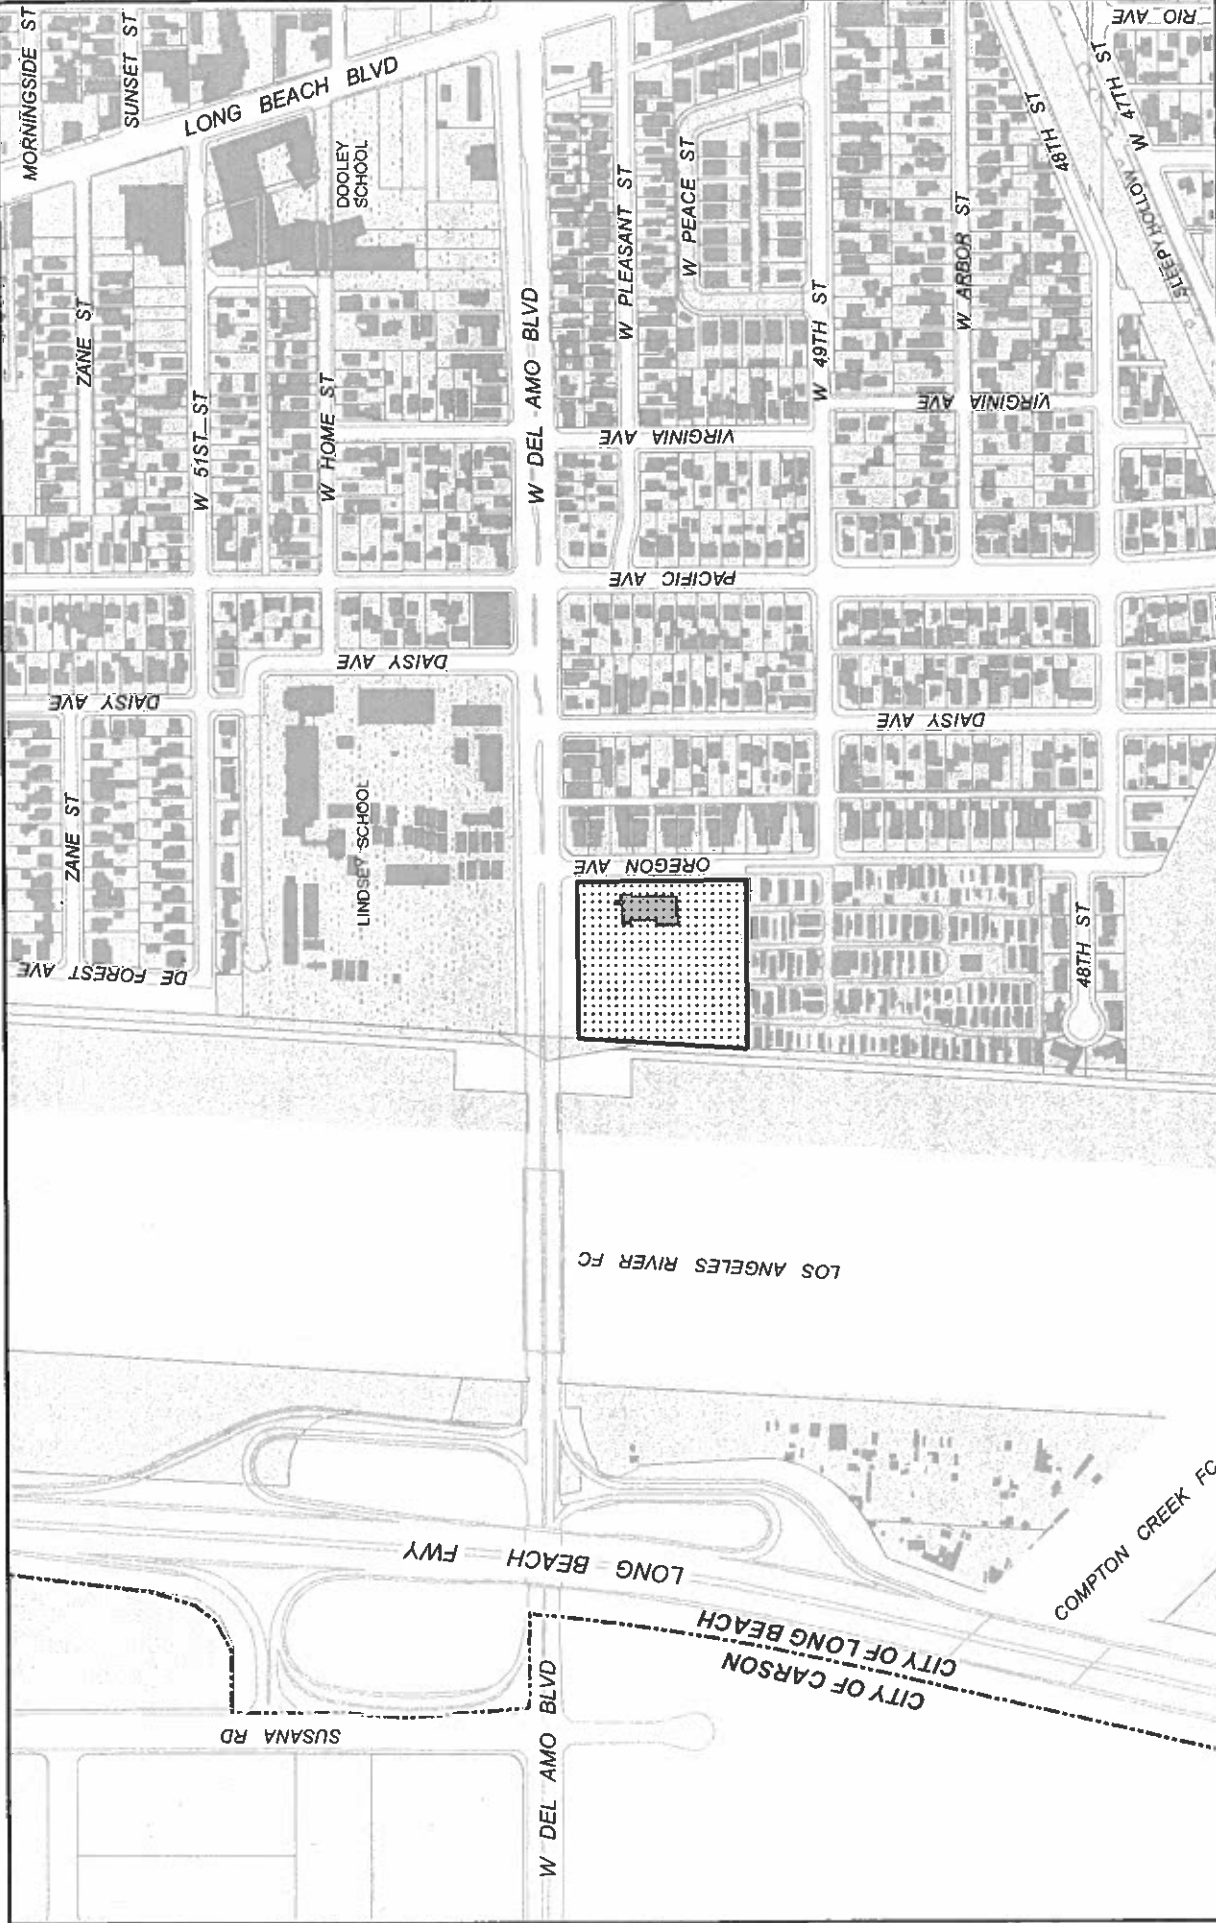 MORNINGSIDE ST
SUNSET ST
LONG BEACH BLVD
DOOLEY
SCHOOL
ZANE ST
W 51ST ST
W HOME ST
W DEL AMO BLVD
W PLEASANT ST
W PEACE ST
W 49TH ST
W ARBOR ST
48TH ST
W 47TH ST
RIO AVE
SLEEPY HOLLOW
VIRGINIA AVE
VIRGINIA AVE
PACIFIC AVE
DAISY AVE
DAISY AVE
DAISY AVE
ZANE ST
DE FOREST AVE
LINDSEY SCHOOL
OREGON AVE
48TH ST
LOS ANGELES RIVER FC
LONG BEACH FWY
COMPTON CREEK FC
CITY OF LONG BEACH
CITY OF CARSON
SUSANA RD
W DEL AMO BLVD